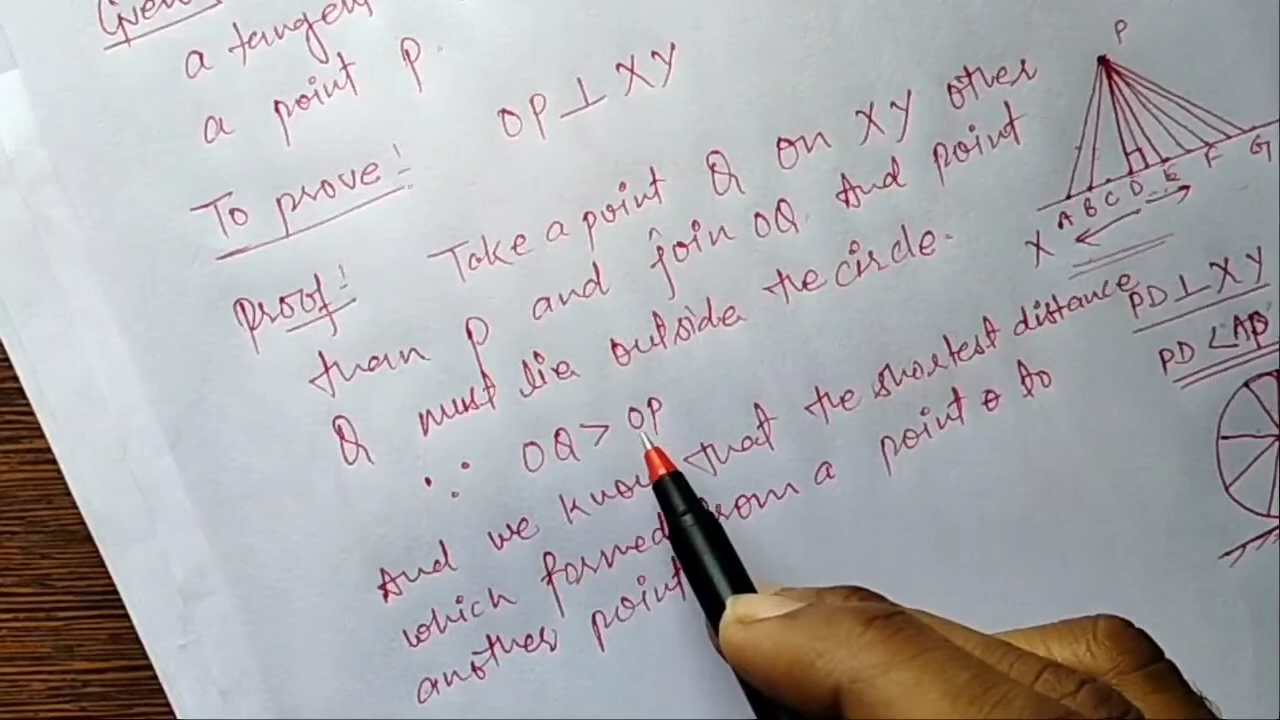 Given
a tangen
a point P.
To prove! OP ⊥ XY
Proof! Take a point Q on XY other
than P and join OQ. And point
Q must lie outside the circle.
∴ OQ > OP
And we know that the shortest distance
which formed from a point O to
another point
P
A B C D E F G
X
PD ⊥ XY
PD < AP